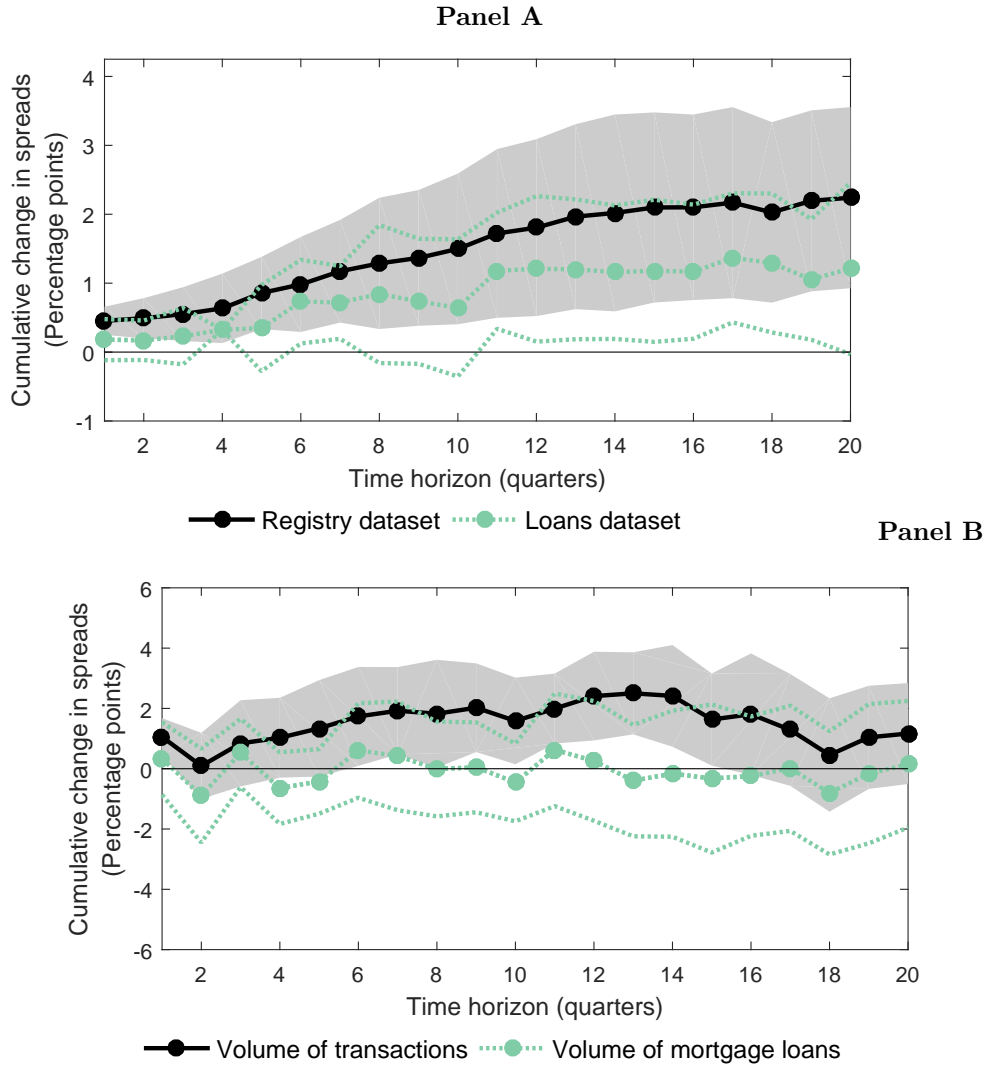 Panel A
Cumulative change in spreads
(Percentage points)
4
3
2
1
0
-1
2 4 6 8 10 12 14 16 18 20
Time horizon (quarters)
Registry dataset Loans dataset
Panel B
Cumulative change in spreads
(Percentage points)
6
4
2
0
-2
-4
-6
2 4 6 8 10 12 14 16 18 20
Time horizon (quarters)
Volume of transactions Volume of mortgage loans